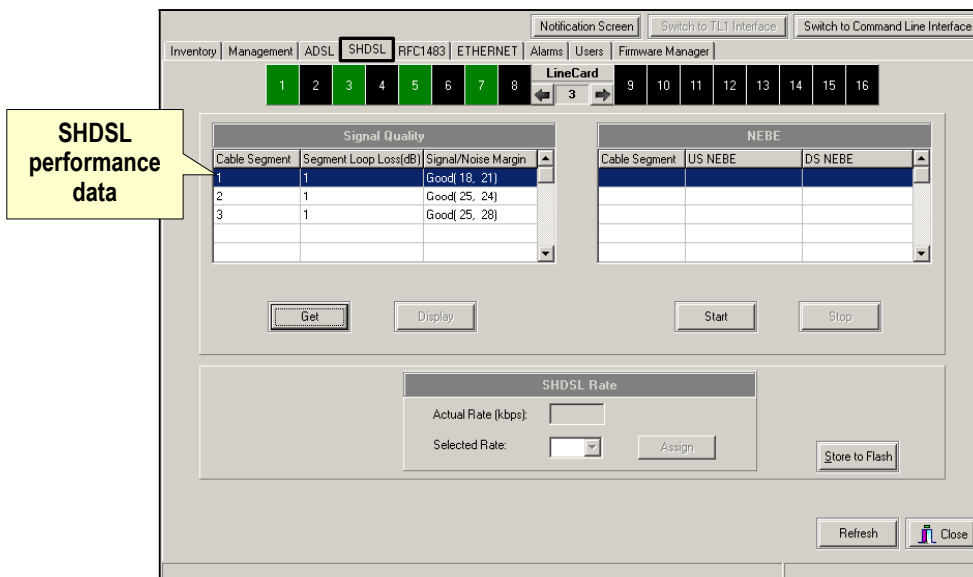 Notification Screen Switch to TL1 Interface Switch to Command Line Interface
Inventory Management ADSL SHDSL RFC1483 ETHERNET Alarms Users Firmware Manager
LineCard
1 2 3 4 5 6 7 8 3 9 10 11 12 13 14 15 16
SHDSL
performance
data
Signal Quality NEBE
Cable Segment Segment Loop Loss(dB) Signal/Noise Margin Cable Segment US NEBE DS NEBE
1 1 Good( 18, 21)
2 1 Good( 25, 24)
3 1 Good( 25, 28)
Get Display Start Stop
SHDSL Rate
Actual Rate (kbps):
Selected Rate: Assign
Store to Flash
Refresh Close